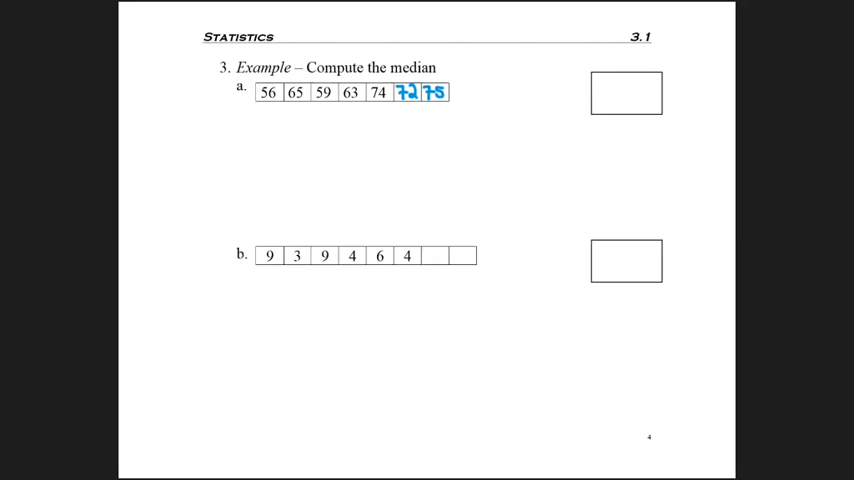 STATISTICS 3.1
3. Example – Compute the median
a. 56 65 59 63 74 72 75
b. 9 3 9 4 6 4
4